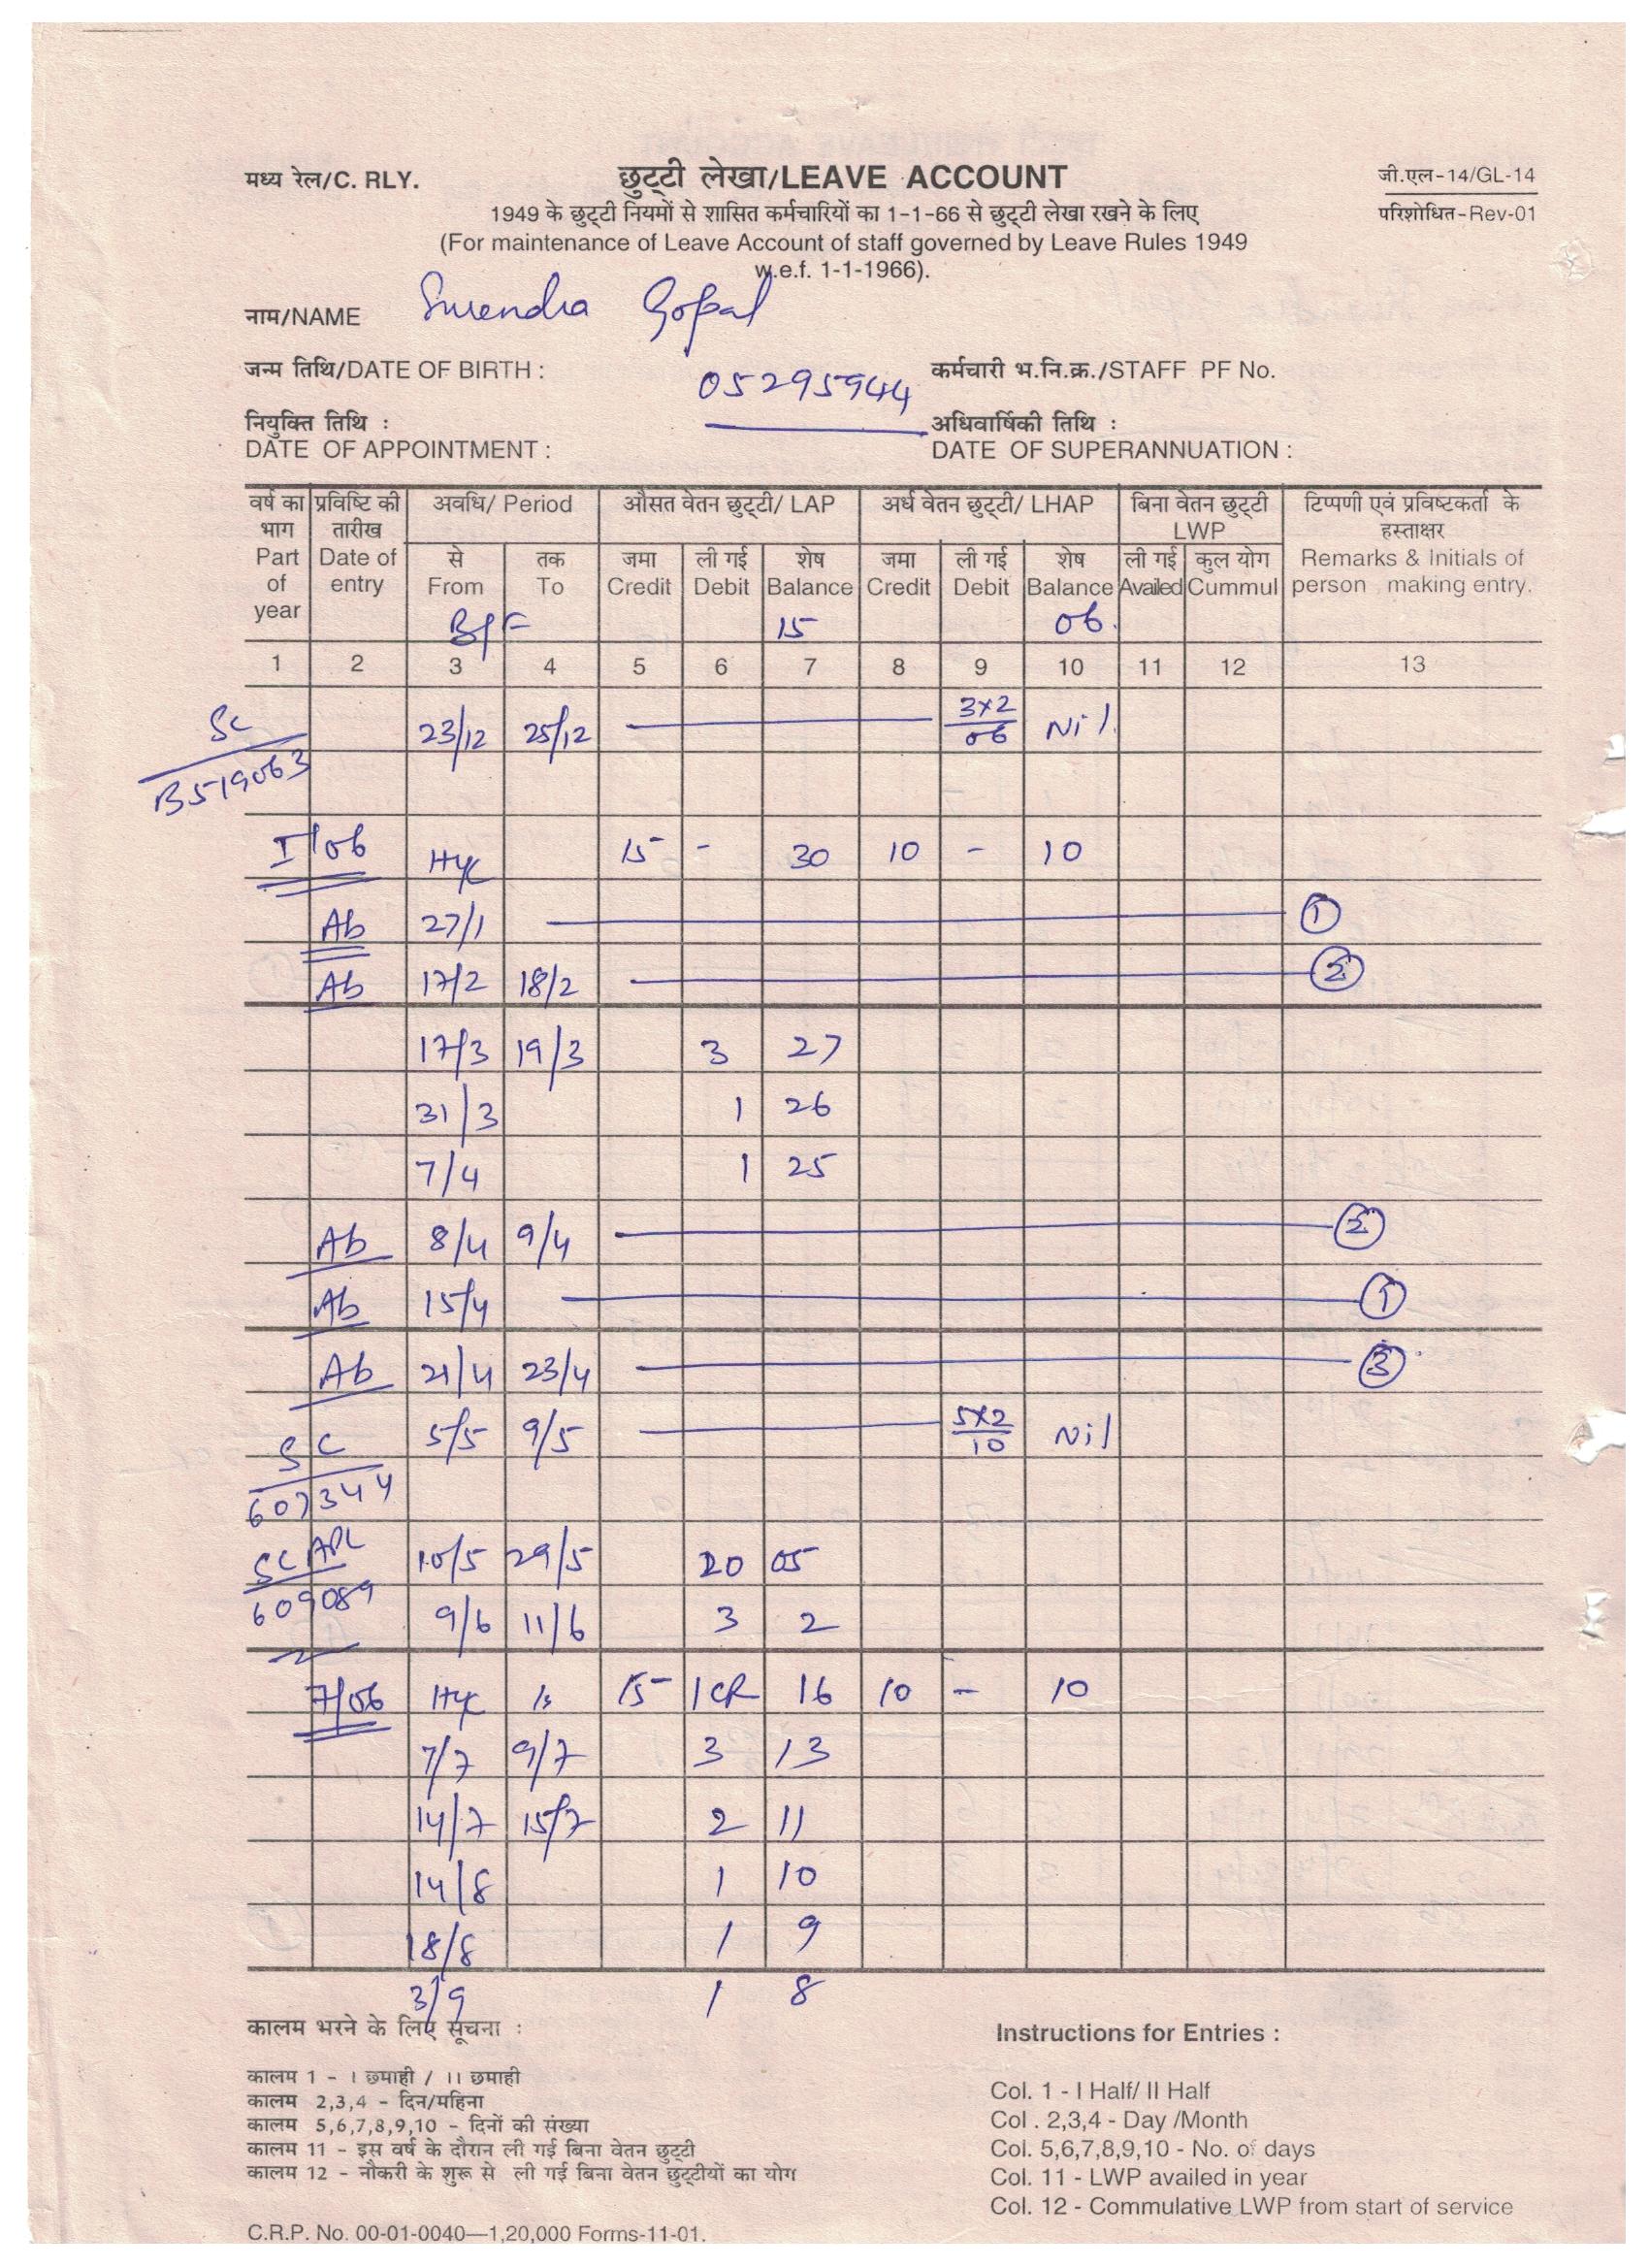 मध्य रेल/C. RLY.
छुट्टी लेखा/LEAVE ACCOUNT
जी.एल-14/GL-14
1949 के छुट्टी नियमों से शासित कर्मचारियों का 1-1-66 से छुट्टी लेखा रखने के लिए
परिशोधित-Rev-01
(For maintenance of Leave Account of staff governed by Leave Rules 1949
w.e.f. 1-1-1966).
नाम/NAME Surendra Gopal
जन्म तिथि/DATE OF BIRTH : 05295944 कर्मचारी भ.नि.क्र./STAFF PF No.
नियुक्ति तिथि : अधिवार्षिकी तिथि :
DATE OF APPOINTMENT : DATE OF SUPERANNUATION :
वर्ष का प्रविष्टि की अवधि/ Period औसत वेतन छुट्टी/ LAP अर्ध वेतन छुट्टी/ LHAP बिना वेतन छुट्टी टिप्पणी एवं प्रविष्टकर्ता के
भाग तारीख LWP हस्ताक्षर
Part Date of से तक जमा ली गई शेष जमा ली गई शेष ली गई कुल योग Remarks & Initials of
of entry From To Credit Debit Balance Credit Debit Balance Availed Cummul person making entry.
year B/F 15 06.
1 2 3 4 5 6 7 8 9 10 11 12 13
Sc 23/12 25/12 3x2 Nil
B519063 06
I/06 15 - 30 10 - 10
Ab 27/1 1
Ab 17/2 18/2 2
17/3 19/3 3 27
31/3 1 26
7/4 1 25
Ab 8/4 9/4 2
Ab 15/4 1
Ab 21/4 23/4 3
SC 5/5 9/5 5x2 Nil
10
607344
SC 10/5 29/5 20 05
609089 9/6 11/6 3 2
7/06 15 1CR 16 10 - 10
7/7 9/7 3 13
14/7 15/7 2 11
14/8 1 10
18/8 1 9
3/9 1 8
कालम भरने के लिए सूचना :
Instructions for Entries :
कालम 1 - I छमाही / II छमाही
कालम 2,3,4 - दिन/महिना
कालम 5,6,7,8,9,10 - दिनों की संख्या
कालम 11 - इस वर्ष के दौरान ली गई बिना वेतन छुट्टी
कालम 12 - नौकरी के शुरू से ली गई बिना वेतन छुट्टीयों का योग
Col. 1 - I Half/ II Half
Col . 2,3,4 - Day /Month
Col. 5,6,7,8,9,10 - No. of days
Col. 11 - LWP availed in year
Col. 12 - Commulative LWP from start of service
C.R.P. No. 00-01-0040—1,20,000 Forms-11-01.